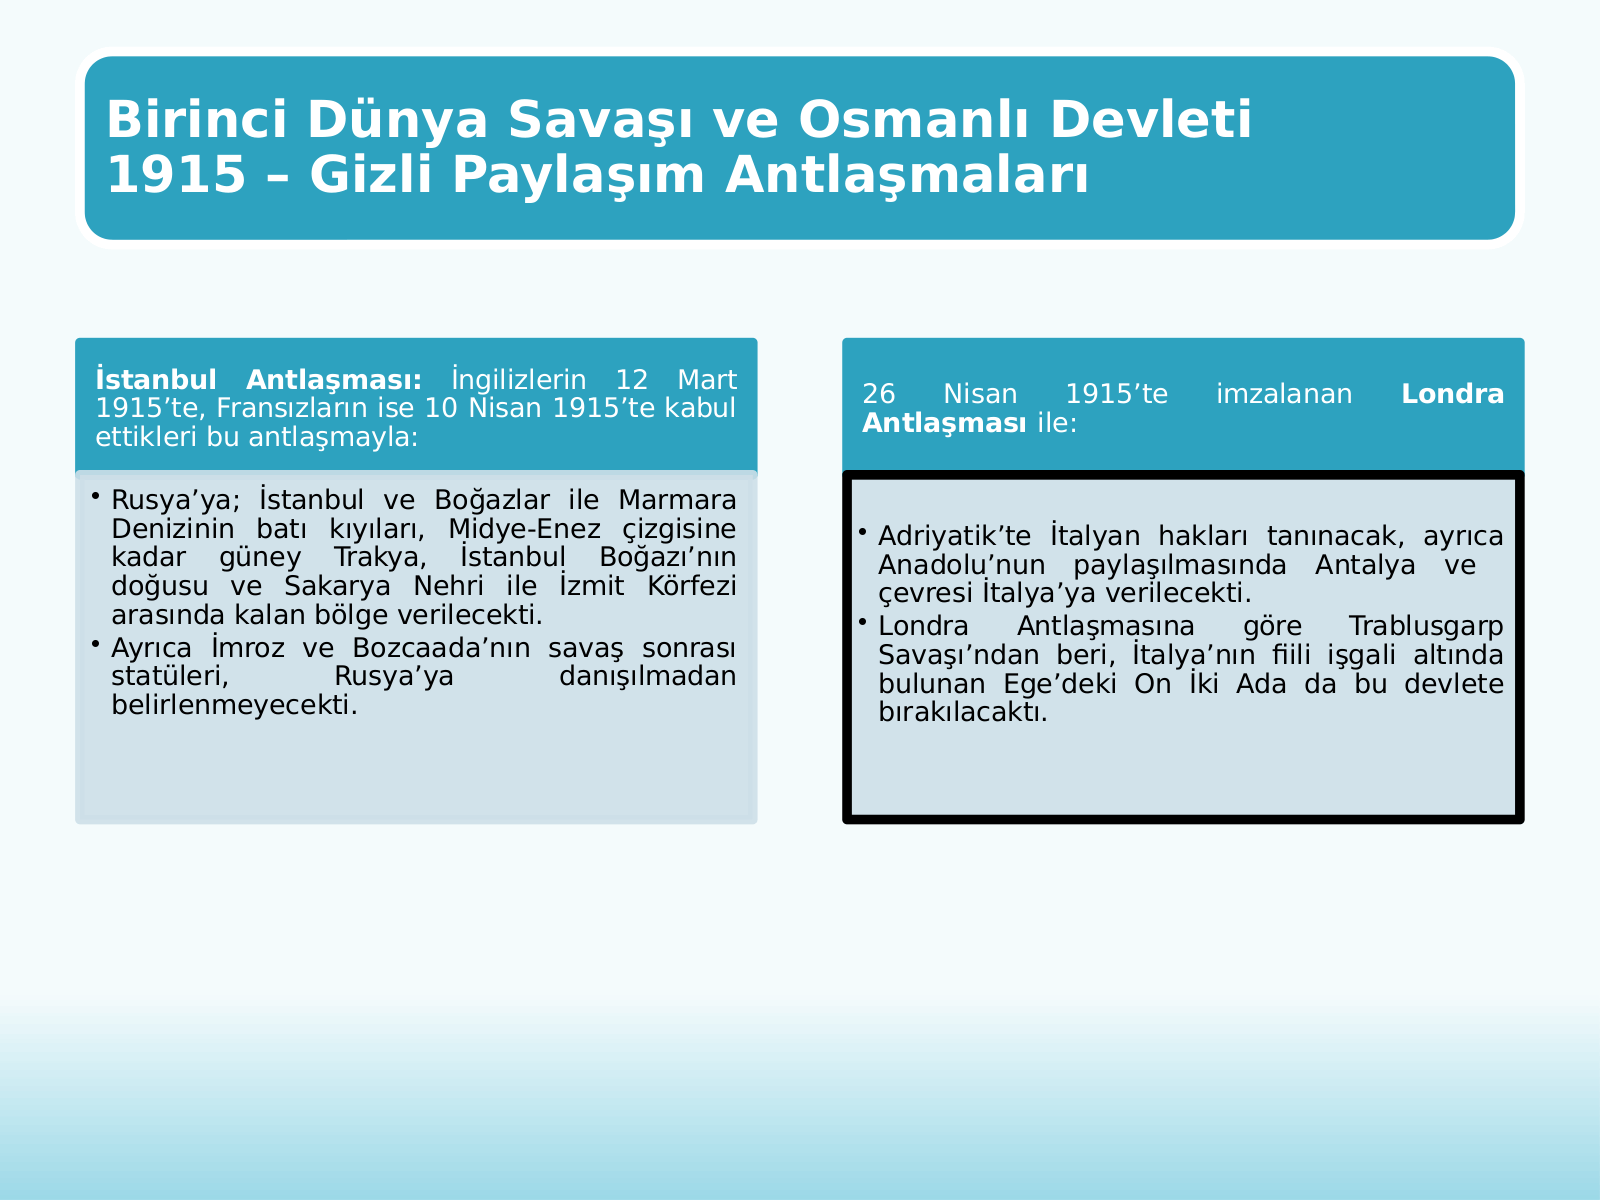 Birinci Dünya Savaşı ve Osmanlı Devleti
1915 – Gizli Paylaşım Antlaşmaları
İstanbul Antlaşması: İngilizlerin 12 Mart
1915’te, Fransızların ise 10 Nisan 1915’te kabul
ettikleri bu antlaşmayla:
• Rusya’ya; İstanbul ve Boğazlar ile Marmara
Denizinin batı kıyıları, Midye-Enez çizgisine
kadar güney Trakya, İstanbul Boğazı’nın
doğusu ve Sakarya Nehri ile İzmit Körfezi
arasında kalan bölge verilecekti.
• Ayrıca İmroz ve Bozcaada’nın savaş sonrası
statüleri, Rusya’ya danışılmadan
belirlenmeyecekti.
26 Nisan 1915’te imzalanan Londra
Antlaşması ile:
• Adriyatik’te İtalyan hakları tanınacak, ayrıca
Anadolu’nun paylaşılmasında Antalya ve
çevresi İtalya’ya verilecekti.
• Londra Antlaşmasına göre Trablusgarp
Savaşı’ndan beri, İtalya’nın fiili işgali altında
bulunan Ege’deki On İki Ada da bu devlete
bırakılacaktı.